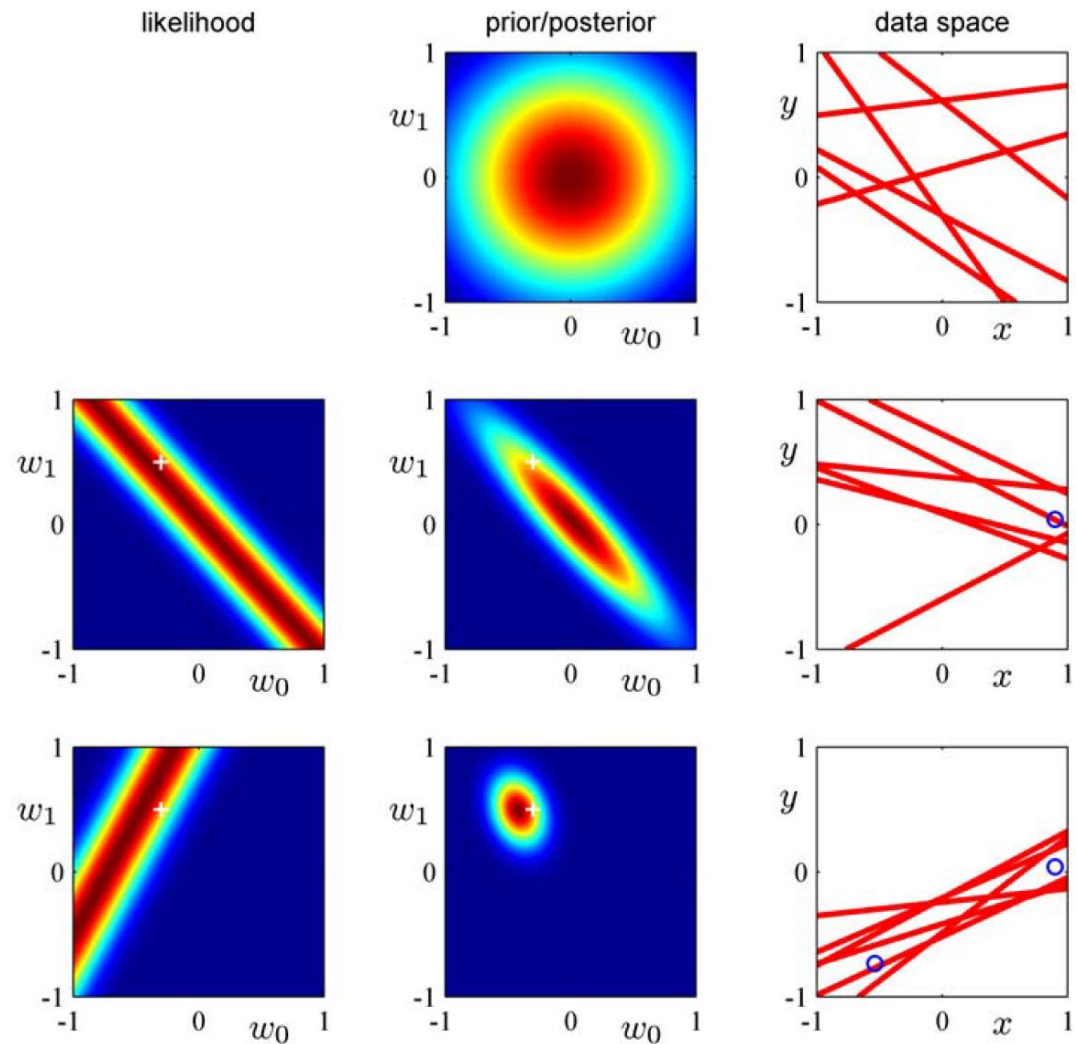 likelihood prior/posterior data space
1 1
w₁ y
0 0
-1 -1
-1 0 w₀ 1 -1 0 x 1
1 1 1
w₁ w₁ y
0 0 0
-1 -1 -1
-1 0 w₀ 1 -1 0 w₀ 1 -1 0 x 1
1 1 1
w₁ w₁ y
0 0 0
-1 -1 -1
-1 0 w₀ 1 -1 0 w₀ 1 -1 0 x 1